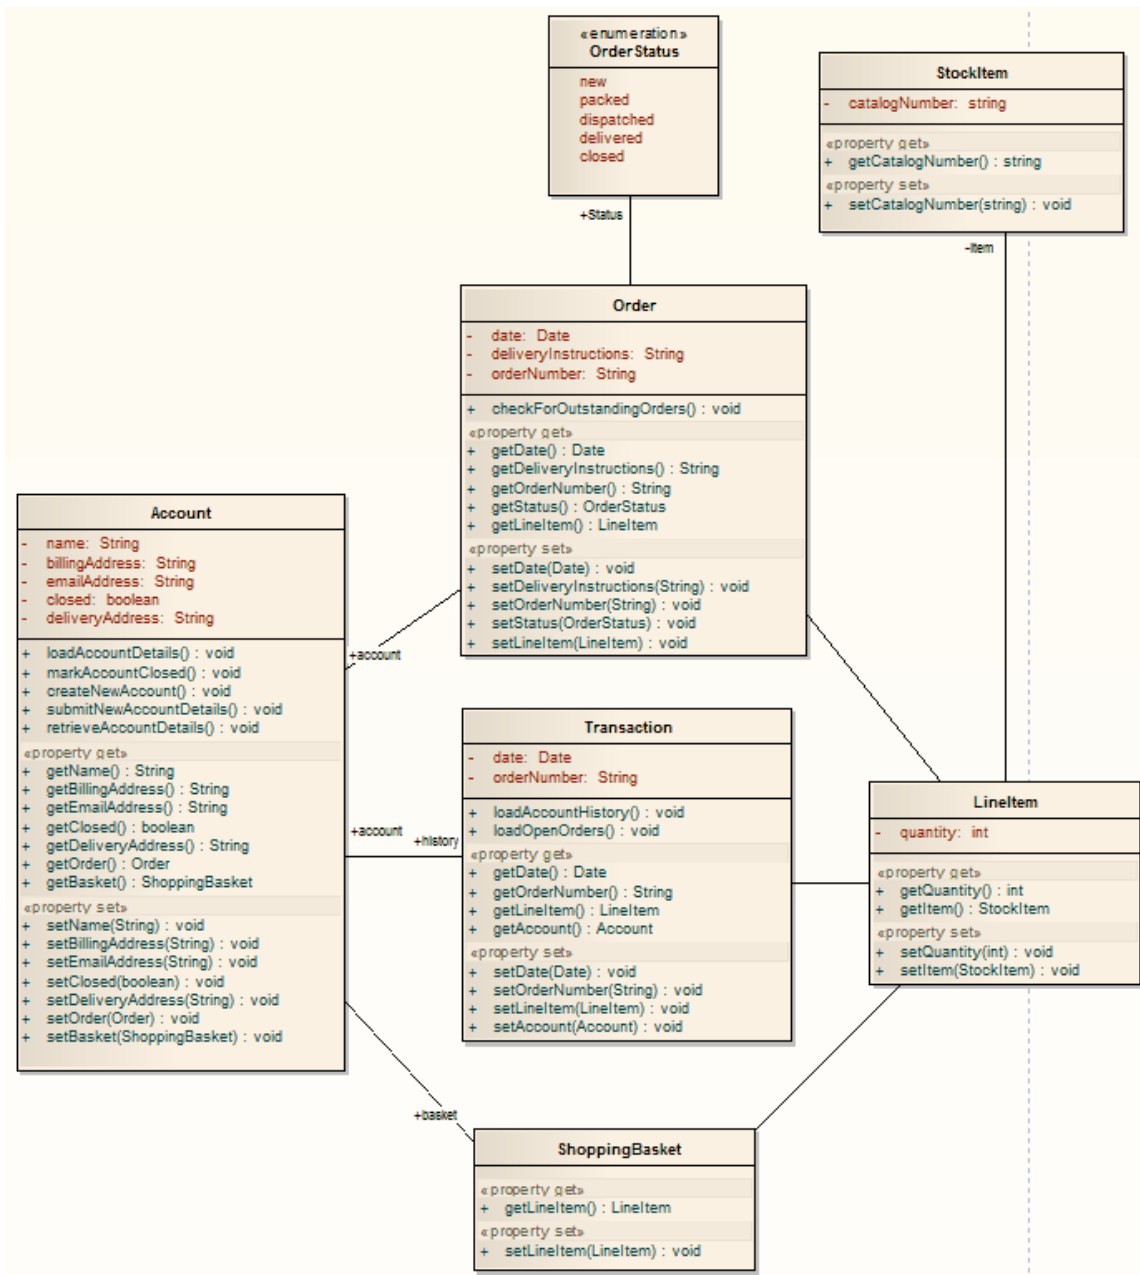 «enumeration»
OrderStatus
new
packed
dispatched
delivered
closed
+Status
StockItem
- catalogNumber: string
«property get»
+ getCatalogNumber() : string
«property set»
+ setCatalogNumber(string) : void
-Item
Order
- date: Date
- deliveryInstructions: String
- orderNumber: String
+ checkForOutstandingOrders() : void
«property get»
+ getDate() : Date
+ getDeliveryInstructions() : String
+ getOrderNumber() : String
+ getStatus() : OrderStatus
+ getLineItem() : LineItem
«property set»
+ setDate(Date) : void
+ setDeliveryInstructions(String) : void
+ setOrderNumber(String) : void
+ setStatus(OrderStatus) : void
+ setLineItem(LineItem) : void
Account
- name: String
- billingAddress: String
- emailAddress: String
- closed: boolean
- deliveryAddress: String
+ loadAccountDetails() : void
+ markAccountClosed() : void
+ createNewAccount() : void
+ submitNewAccountDetails() : void
+ retrieveAccountDetails() : void
«property get»
+ getName() : String
+ getBillingAddress() : String
+ getEmailAddress() : String
+ getClosed() : boolean
+ getDeliveryAddress() : String
+ getOrder() : Order
+ getBasket() : ShoppingBasket
«property set»
+ setName(String) : void
+ setBillingAddress(String) : void
+ setEmailAddress(String) : void
+ setClosed(boolean) : void
+ setDeliveryAddress(String) : void
+ setOrder(Order) : void
+ setBasket(ShoppingBasket) : void
+account
+account
+history
Transaction
- date: Date
- orderNumber: String
+ loadAccountHistory() : void
+ loadOpenOrders() : void
«property get»
+ getDate() : Date
+ getOrderNumber() : String
+ getLineItem() : LineItem
+ getAccount() : Account
«property set»
+ setDate(Date) : void
+ setOrderNumber(String) : void
+ setLineItem(LineItem) : void
+ setAccount(Account) : void
LineItem
- quantity: int
«property get»
+ getQuantity() : int
+ getItem() : StockItem
«property set»
+ setQuantity(int) : void
+ setItem(StockItem) : void
+basket
ShoppingBasket
«property get»
+ getLineItem() : LineItem
«property set»
+ setLineItem(LineItem) : void